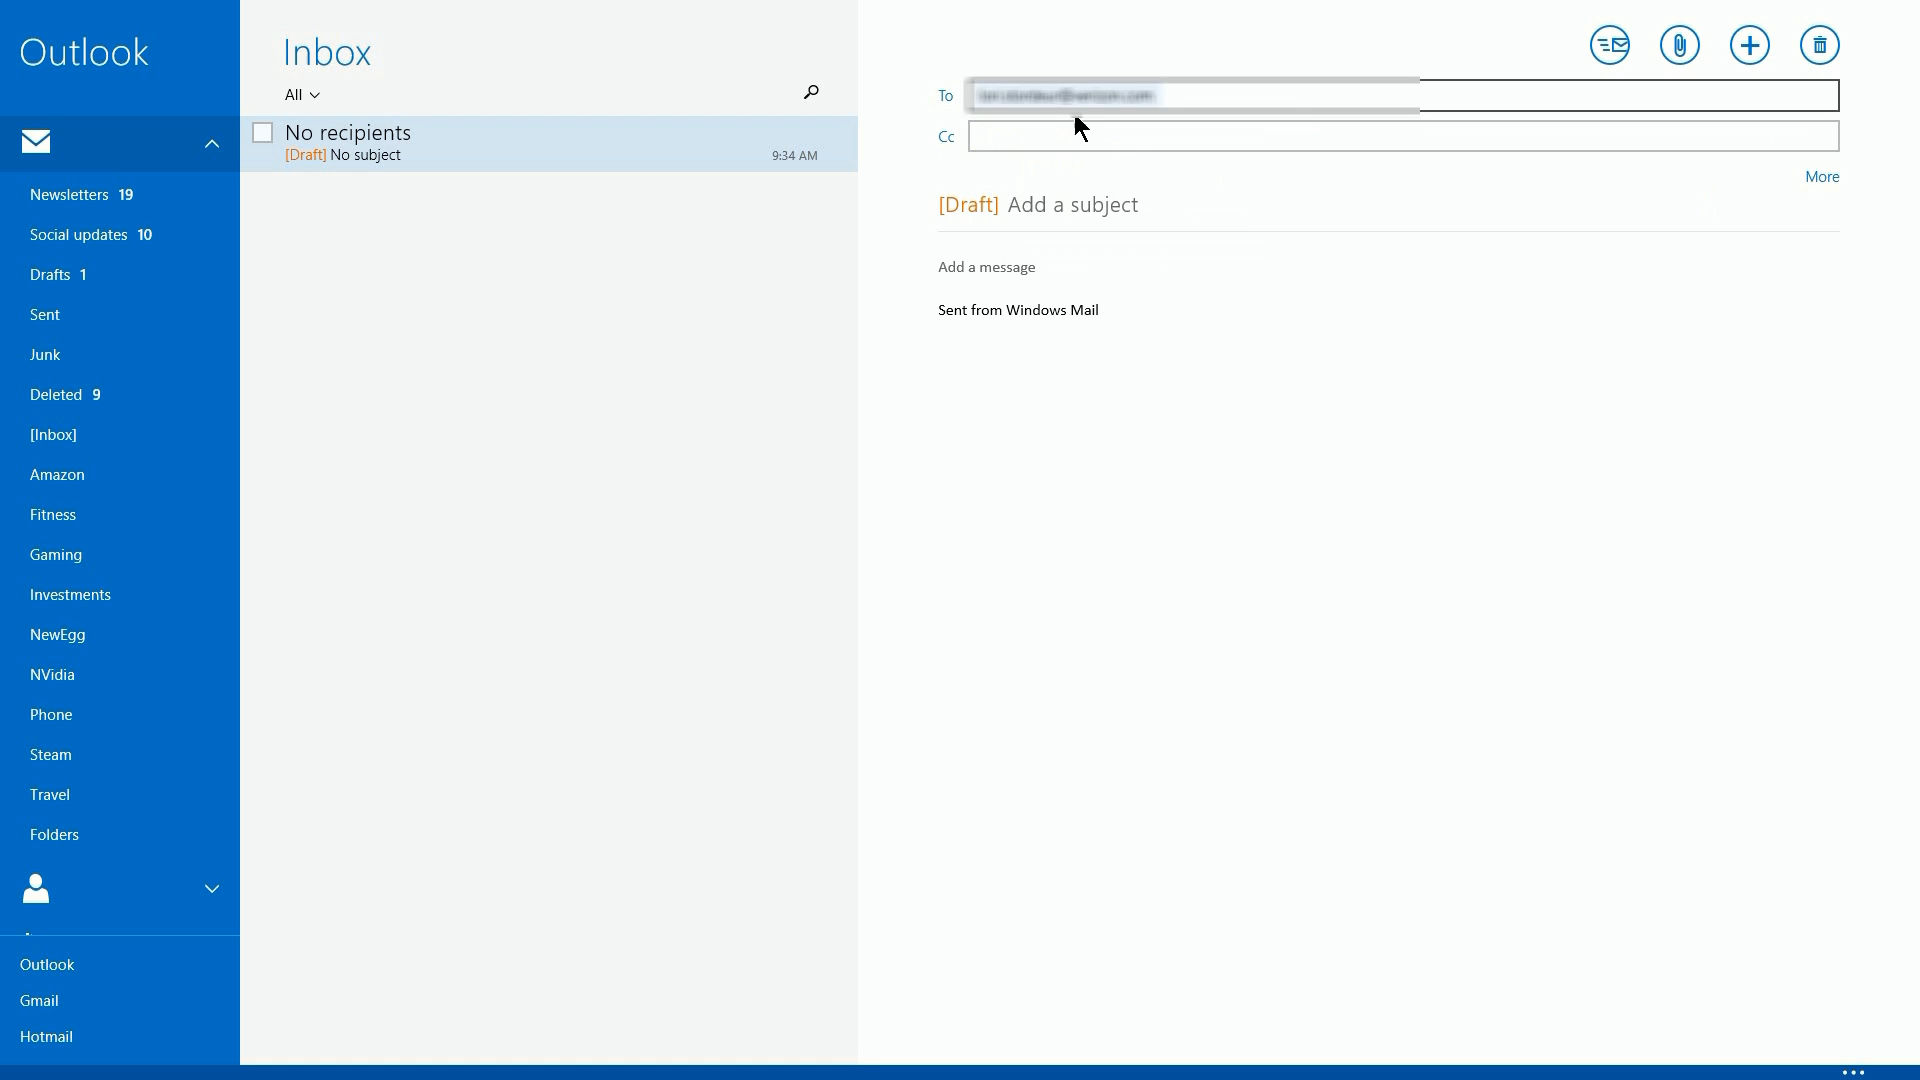 Outlook
Inbox
All
No recipients
[Draft] No subject
9:34 AM
Newsletters 19
Social updates 10
Drafts 1
Sent
Junk
Deleted 9
[Inbox]
Amazon
Fitness
Gaming
Investments
NewEgg
NVidia
Phone
Steam
Travel
Folders
Outlook
Gmail
Hotmail
To
Cc
More
[Draft] Add a subject
Add a message
Sent from Windows Mail